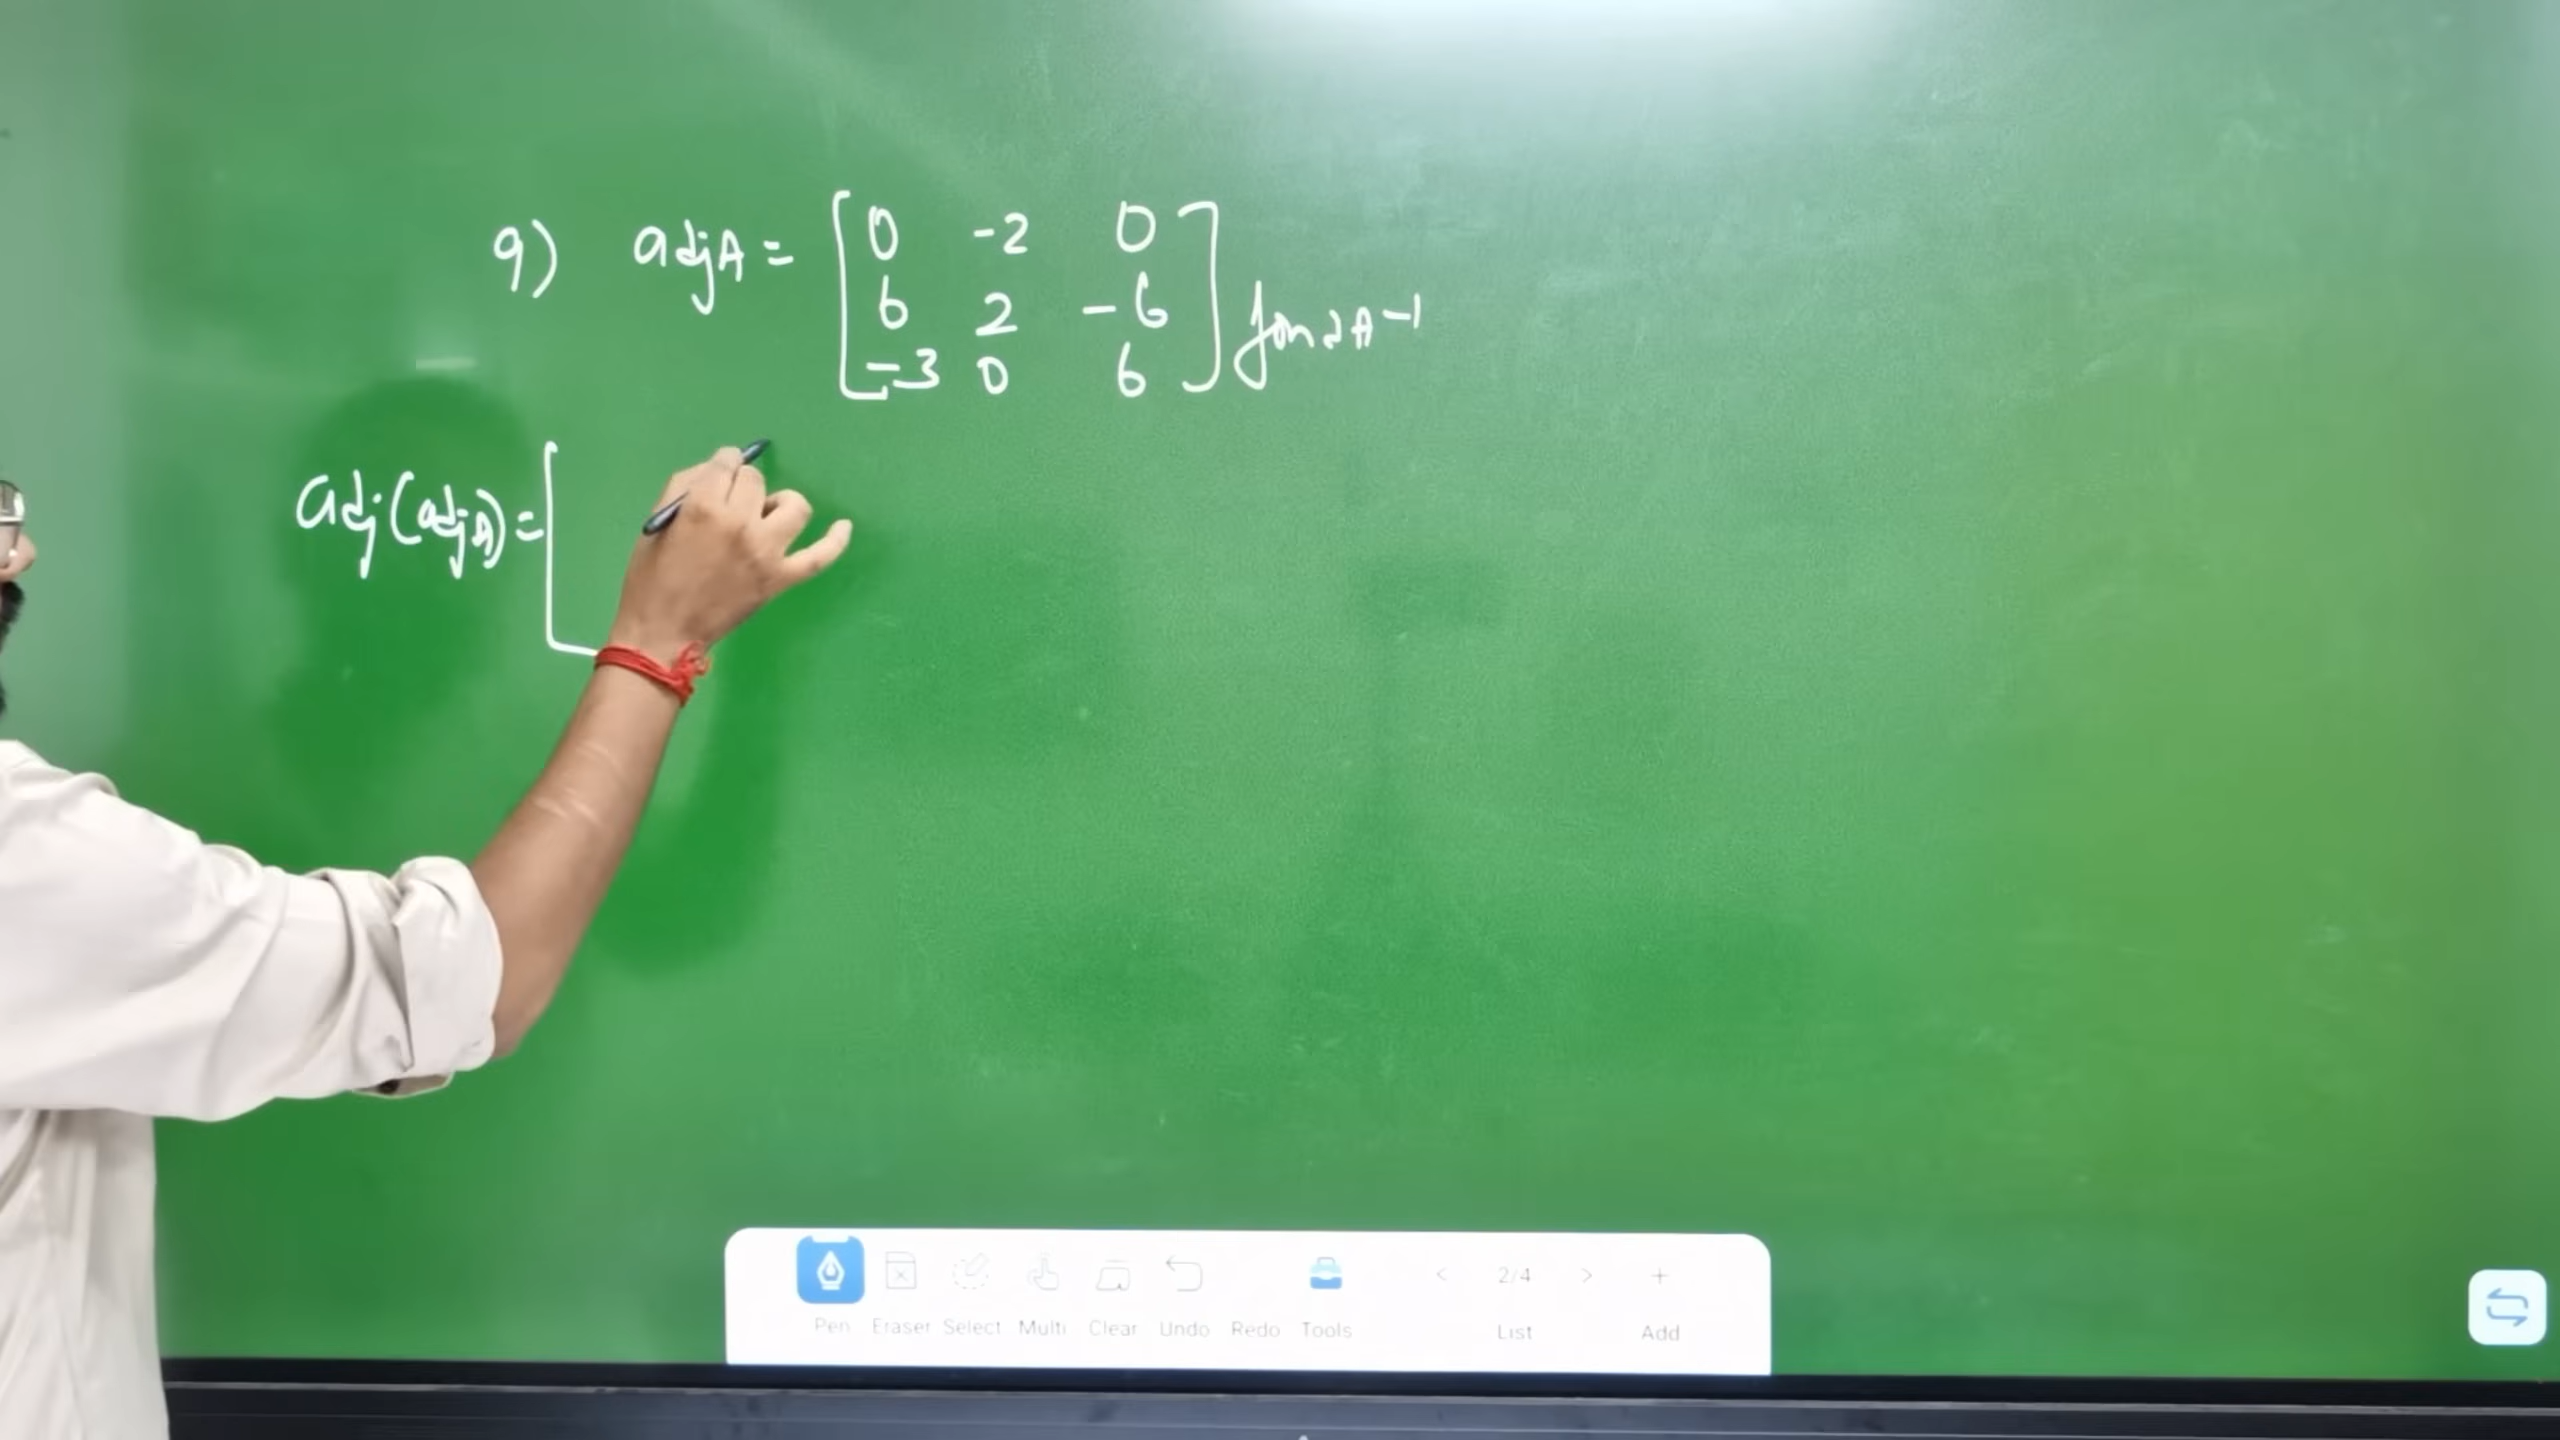 9) adjA = [0 -2 0
6 2 -6
-3 0 6] find A⁻¹
adj(adjA) = [
2/4
Pen Eraser Select Multi Clear Undo Redo Tools List Add